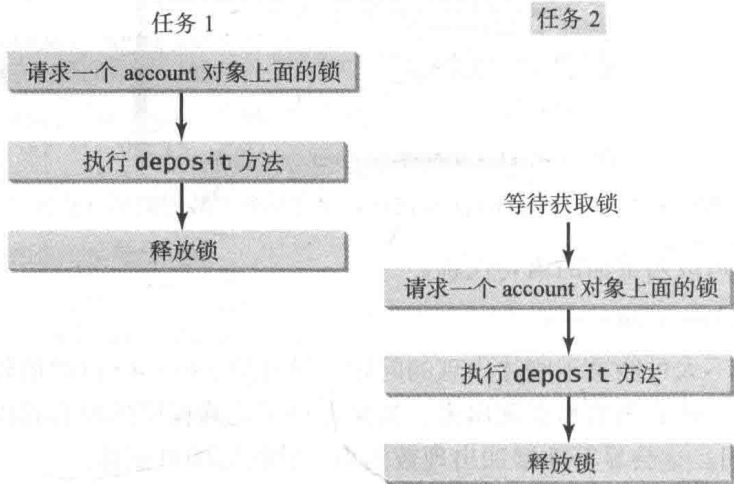 任务 1
请求一个 account 对象上面的锁
执行 deposit 方法
释放锁
任务 2
等待获取锁
请求一个 account 对象上面的锁
执行 deposit 方法
释放锁